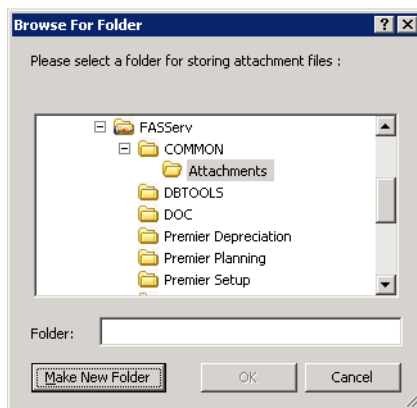 Browse For Folder
Please select a folder for storing attachment files :
FASServ
COMMON
Attachments
DBTOOLS
DOC
Premier Depreciation
Premier Planning
Premier Setup
Folder:
Make New Folder OK Cancel